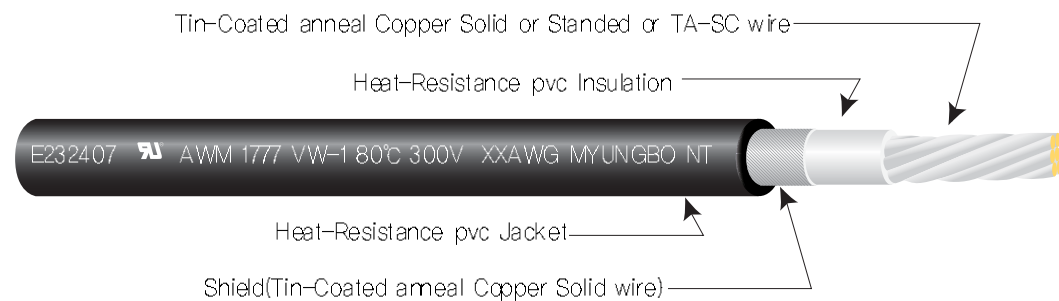 Tin-Coated anneal Copper Solid or Standed or TA-SC wire
Heat-Resistance pvc Insulation
E232407 RU AWM 1777 VW-1 80℃ 300V XXAWG MYUNGBO NT
Heat-Resistance pvc Jacket
Shield(Tin-Coated anneal Copper Solid wire)